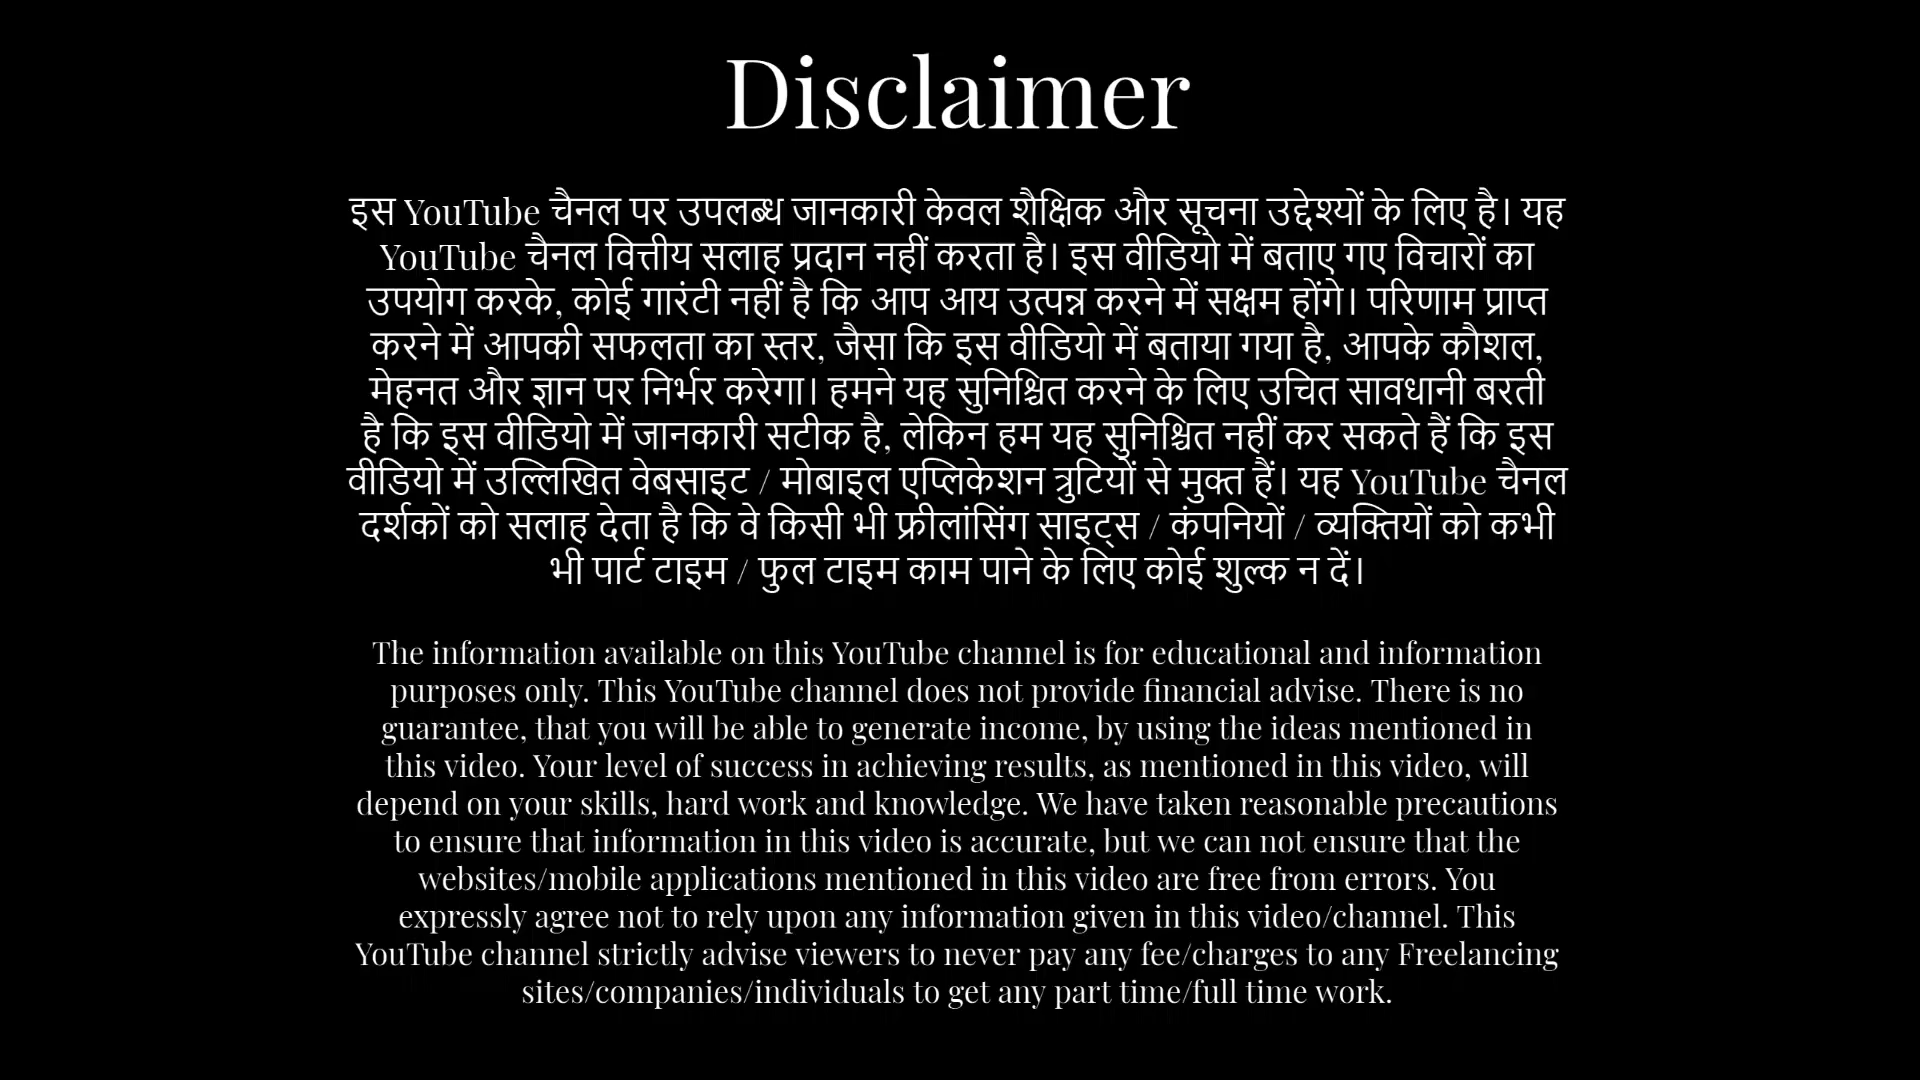 Disclaimer
इस YouTube चैनल पर उपलब्ध जानकारी केवल शैक्षिक और सूचना उद्देश्यों के लिए है। यह
YouTube चैनल वित्तीय सलाह प्रदान नहीं करता है। इस वीडियो में बताए गए विचारों का
उपयोग करके, कोई गारंटी नहीं है कि आप आय उत्पन्न करने में सक्षम होंगे। परिणाम प्राप्त
करने में आपकी सफलता का स्तर, जैसा कि इस वीडियो में बताया गया है, आपके कौशल,
मेहनत और ज्ञान पर निर्भर करेगा। हमने यह सुनिश्चित करने के लिए उचित सावधानी बरती
है कि इस वीडियो में जानकारी सटीक है, लेकिन हम यह सुनिश्चित नहीं कर सकते हैं कि इस
वीडियो में उल्लिखित वेबसाइट / मोबाइल एप्लिकेशन त्रुटियों से मुक्त हैं। यह YouTube चैनल
दर्शकों को सलाह देता है कि वे किसी भी फ्रीलांसिंग साइट्स / कंपनियों / व्यक्तियों को कभी
भी पार्ट टाइम / फुल टाइम काम पाने के लिए कोई शुल्क न दें।
The information available on this YouTube channel is for educational and information
purposes only. This YouTube channel does not provide financial advise. There is no
guarantee, that you will be able to generate income, by using the ideas mentioned in
this video. Your level of success in achieving results, as mentioned in this video, will
depend on your skills, hard work and knowledge. We have taken reasonable precautions
to ensure that information in this video is accurate, but we can not ensure that the
websites/mobile applications mentioned in this video are free from errors. You
expressly agree not to rely upon any information given in this video/channel. This
YouTube channel strictly advise viewers to never pay any fee/charges to any Freelancing
sites/companies/individuals to get any part time/full time work.